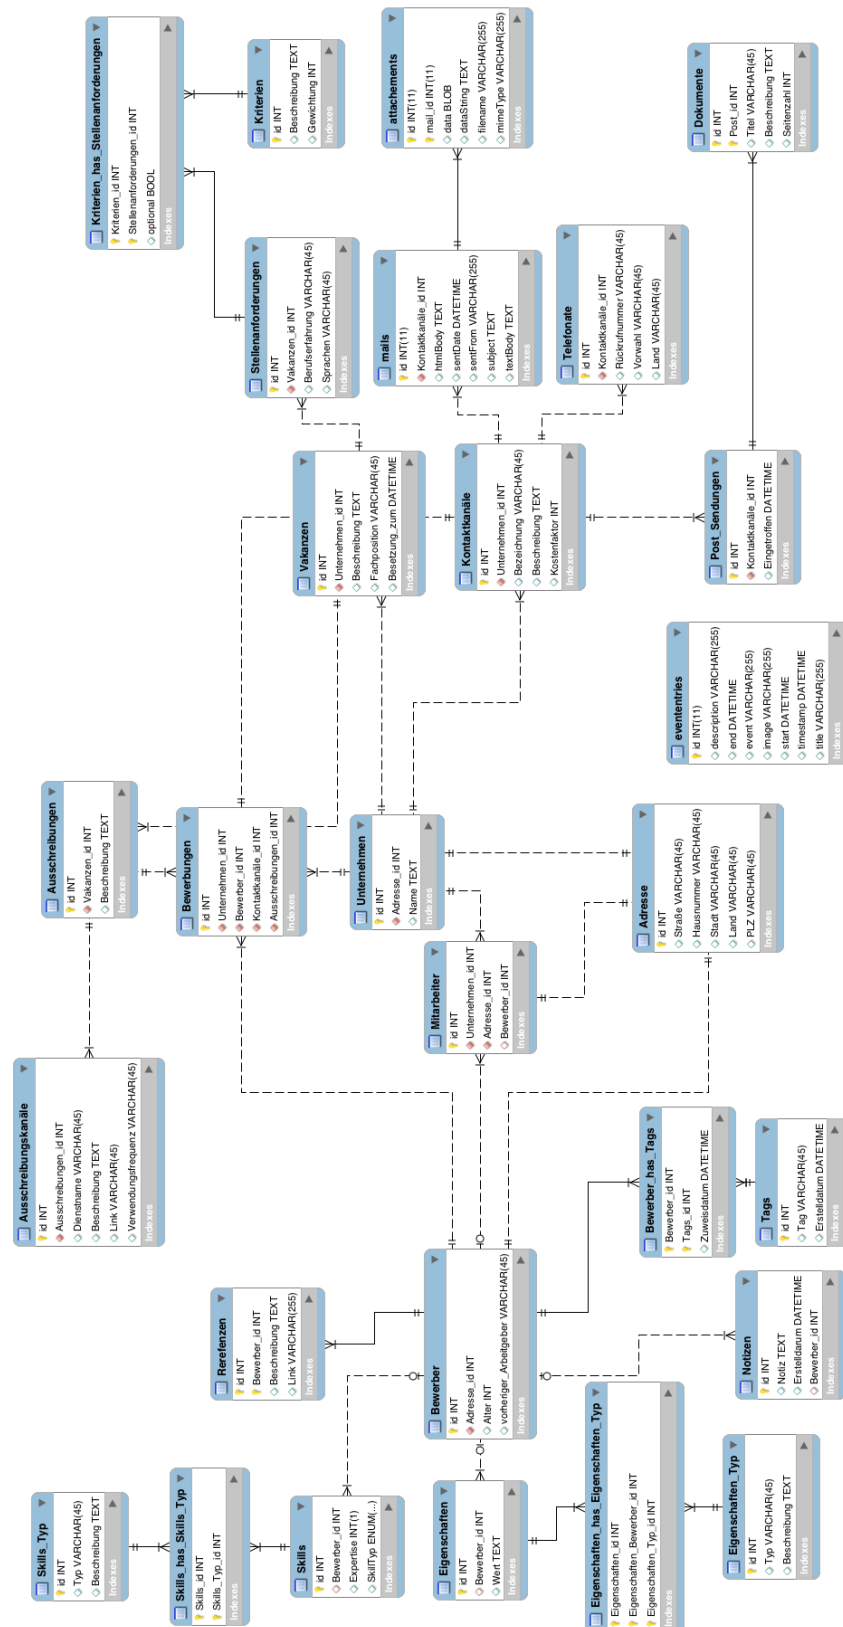 Skills_Typ
id INT
Typ VARCHAR(45)
Beschreibung TEXT
Indexes
Skills_has_Skills_Typ
Skills_id INT
Skills_Typ_id INT
Indexes
Skills
id INT
Bewerber_id INT
Expertise INT(1)
SkillTyp ENUM(...)
Indexes
Eigenschaften
id INT
Bewerber_id INT
Wert TEXT
Indexes
Eigenschaften_has_Eigenschaften_Typ
Eigenschaften_id INT
Eigenschaften_Bewerber_id INT
Eigenschaften_Typ_id INT
Indexes
Eigenschaften_Typ
id INT
Typ VARCHAR(45)
Beschreibung TEXT
Indexes
Rerefenzen
id INT
Bewerber_id INT
Beschreibung TEXT
Link VARCHAR(255)
Indexes
Bewerber
id INT
Adresse_id INT
Alter INT
vorheriger_Arbeitgeber VARCHAR(45)
Indexes
Notizen
id INT
Notiz TEXT
Erstelldarum DATETIME
Bewerber_id INT
Indexes
Ausschreibungskanäle
id INT
Ausschreibungen_id INT
Dienstname VARCHAR(45)
Beschreibung TEXT
Link VARCHAR(45)
Verwendungsfrequenz VARCHAR(45)
Indexes
Bewerber_has_Tags
Bewerber_id INT
Tags_id INT
Zuweisdatum DATETIME
Indexes
Tags
id INT
Tag VARCHAR(45)
Erstelldatum DATETIME
Indexes
Ausschreibungen
id INT
Vakanzen_id INT
Beschreibung TEXT
Indexes
Bewerbungen
id INT
Unternehmen_id INT
Bewerber_id INT
Kontaktkanäle_id INT
Ausschreibungen_id INT
Indexes
Unternehmen
id INT
Adresse_id INT
Name TEXT
Indexes
Mitarbeiter
id INT
Unternehmen_id INT
Adresse_id INT
Bewerber_id INT
Indexes
Adresse
id INT
Straße VARCHAR(45)
Hausnummer VARCHAR(45)
Stadt VARCHAR(45)
Land VARCHAR(45)
PLZ VARCHAR(45)
Indexes
evententries
id INT(11)
description VARCHAR(255)
end DATETIME
event VARCHAR(255)
image VARCHAR(255)
start DATETIME
timestamp DATETIME
title VARCHAR(255)
Indexes
Vakanzen
id INT
Unternehmen_id INT
Beschreibung TEXT
Fachposition VARCHAR(45)
Besetzung_zum DATETIME
Indexes
Kontaktkanäle
id INT
Unternehmen_id INT
Bezeichnung VARCHAR(45)
Beschreibung TEXT
Kostenfaktor INT
Indexes
Post_Sendungen
id INT
Kontaktkanäle_id INT
Eingetroffen DATETIME
Indexes
Stellenanforderungen
id INT
Vakanzen_id INT
Berufserfahrung VARCHAR(45)
Sprachen VARCHAR(45)
Indexes
mails
id INT(11)
Kontaktkanäle_id INT
htmlBody TEXT
sentDate DATETIME
sentFrom VARCHAR(255)
subject TEXT
textBody TEXT
Indexes
Telefonate
id INT
Kontaktkanäle_id INT
Rückrufnummer VARCHAR(45)
Vorwahl VARCHAR(45)
Land VARCHAR(45)
Indexes
Kriterien_has_Stellenanforderungen
Kriterien_id INT
Stellenanforderungen_id INT
optional BOOL
Indexes
Kriterien
id INT
Beschreibung TEXT
Gewichtung INT
Indexes
attachements
id INT(11)
mail_id INT(11)
data BLOB
dataString TEXT
filename VARCHAR(255)
mimeType VARCHAR(255)
Indexes
Dokumente
id INT
Post_id INT
Titel VARCHAR(45)
Beschreibung TEXT
Seitenzahl INT
Indexes